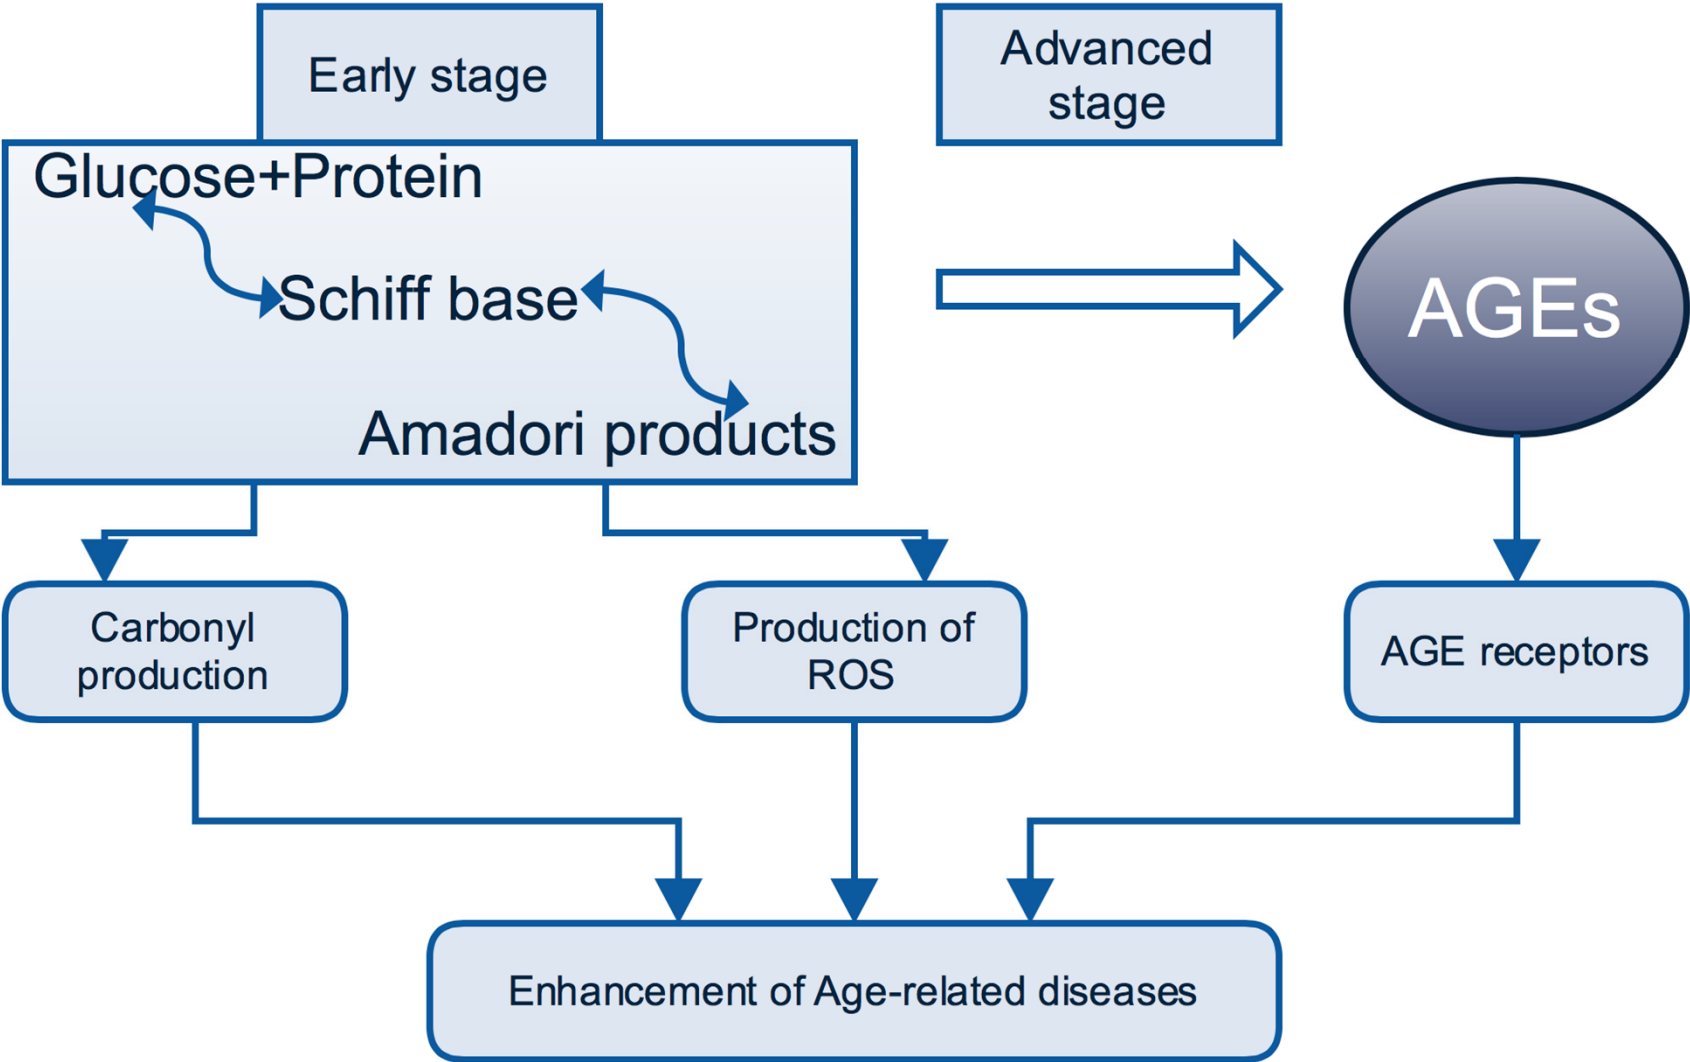 Early stage
Advanced
stage
Glucose+Protein
Schiff base
Amadori products
AGEs
Carbonyl
production
Production of
ROS
AGE receptors
Enhancement of Age-related diseases